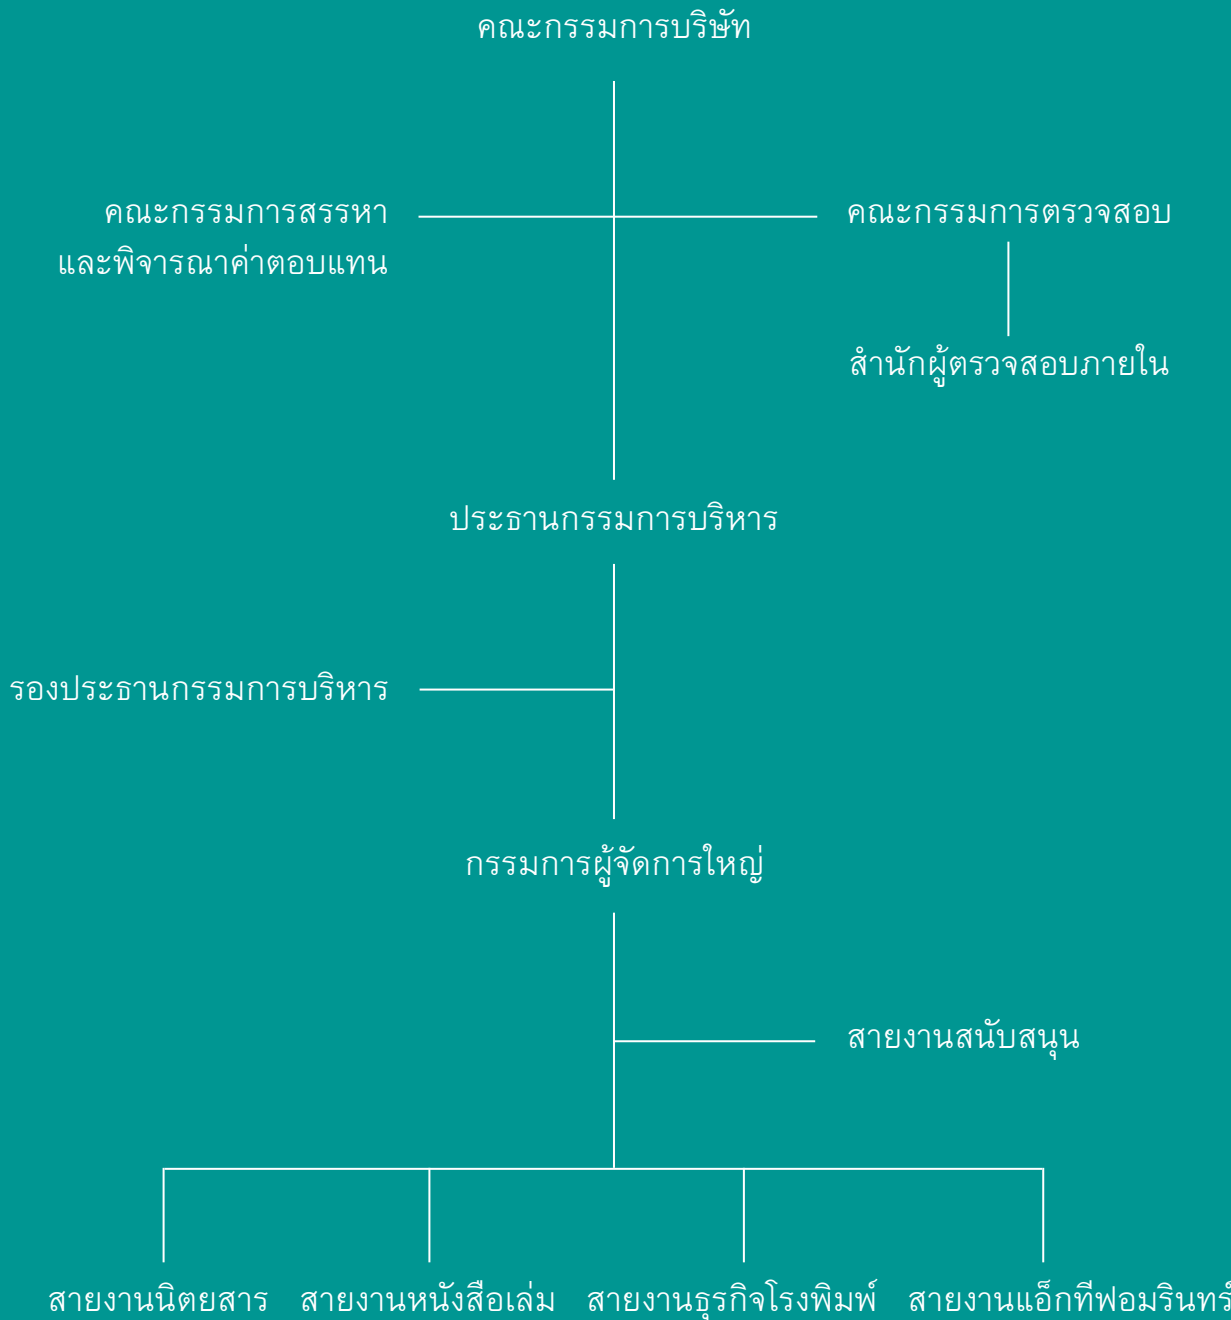 คณะกรรมการบริษัท
คณะกรรมการสรรหา
และพิจารณาค่าตอบแทน
คณะกรรมการตรวจสอบ
สำนักผู้ตรวจสอบภายใน
ประธานกรรมการบริหาร
รองประธานกรรมการบริหาร
กรรมการผู้จัดการใหญ่
สายงานสนับสนุน
สายงานนิตยสาร
สายงานหนังสือเล่ม
สายงานธุรกิจโรงพิมพ์
สายงานแอ็กทีฟอมรินทร์